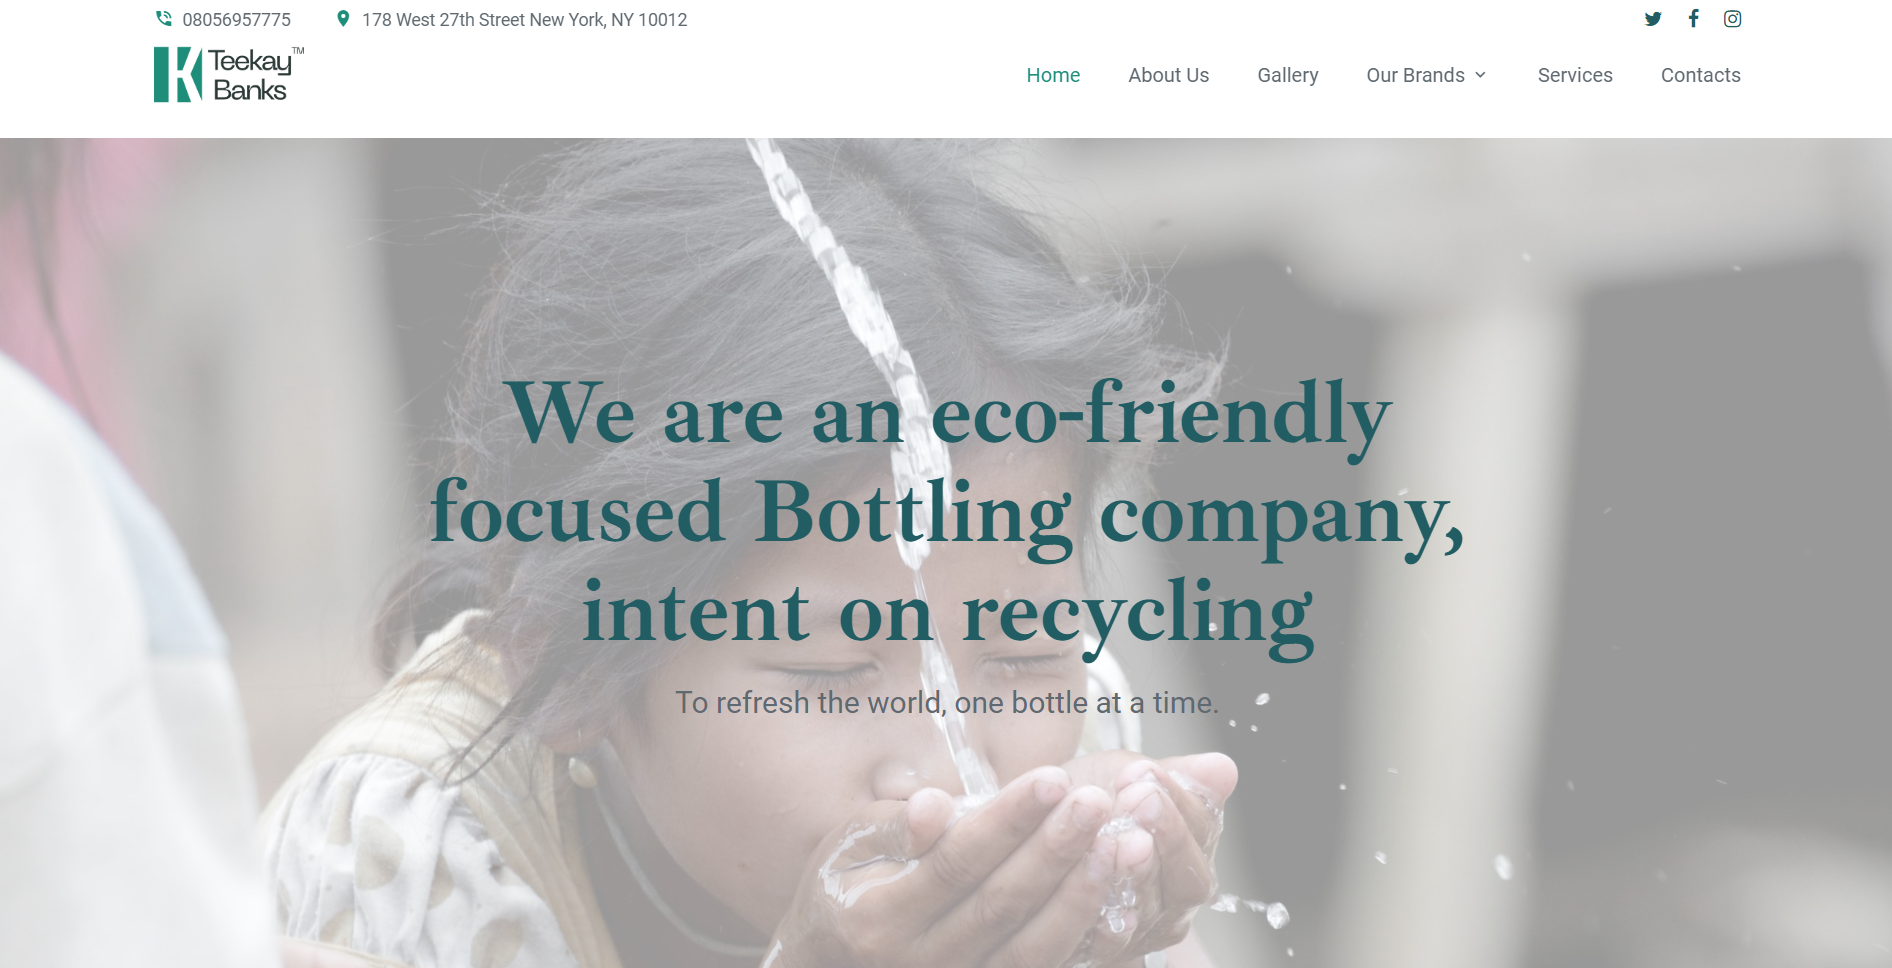 08056957775
178 West 27th Street New York, NY 10012
Teekay™
Banks
Home
About Us
Gallery
Our Brands
Services
Contacts
We are an eco-friendly
focused Bottling company,
intent on recycling
To refresh the world, one bottle at a time.